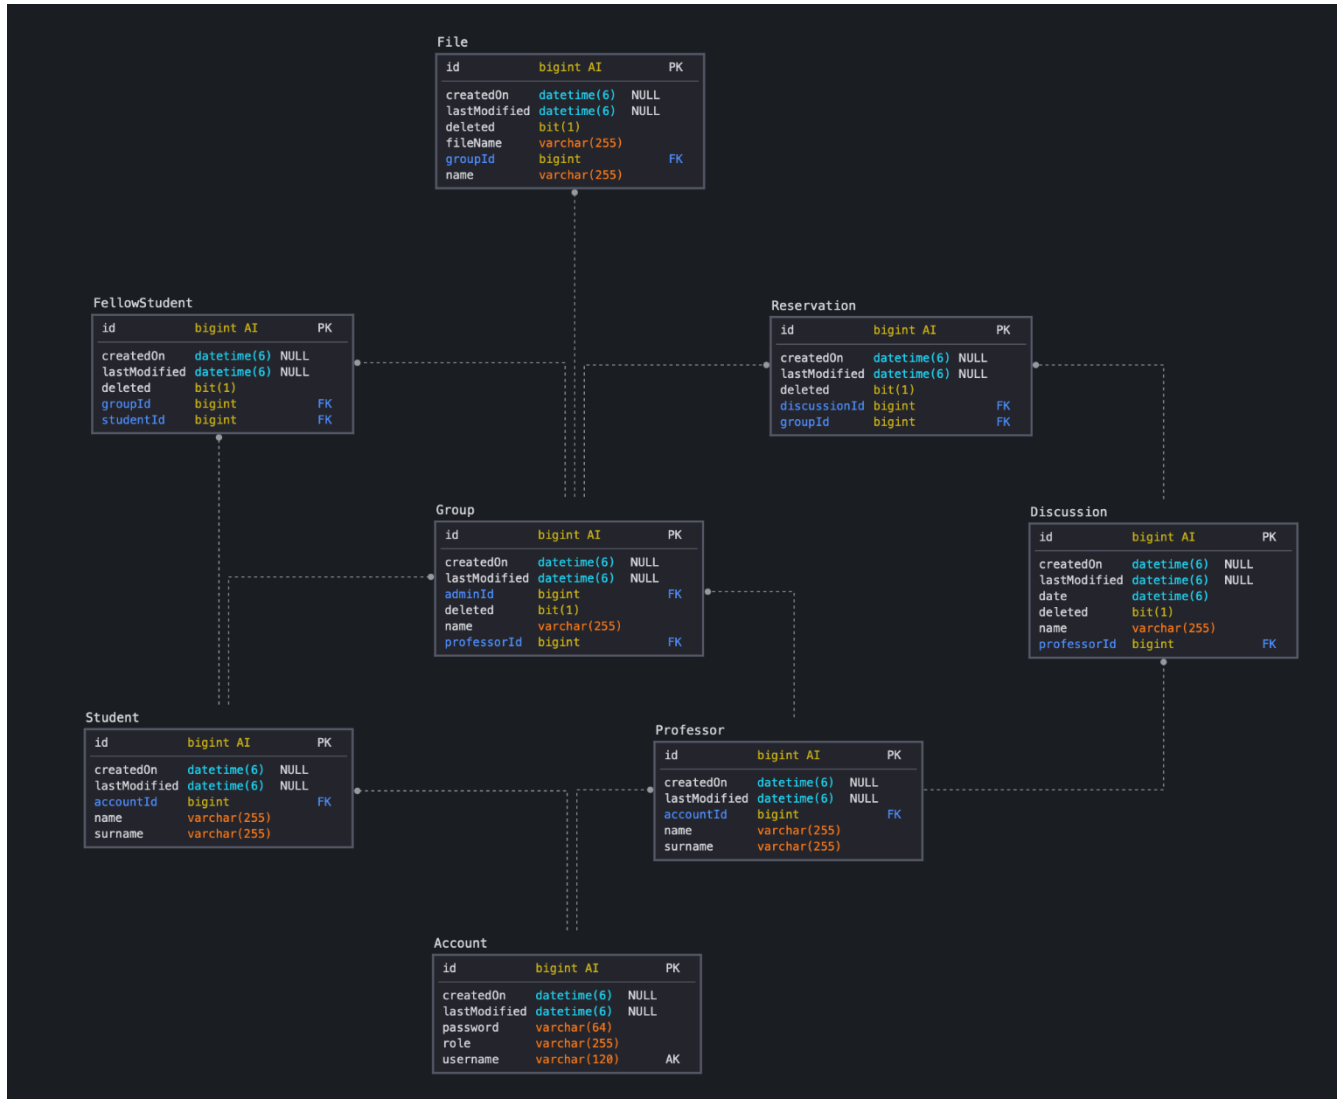 File
id bigint AI PK
createdOn datetime(6) NULL
lastModified datetime(6) NULL
deleted bit(1)
fileName varchar(255)
groupId bigint FK
name varchar(255)
FellowStudent
id bigint AI PK
createdOn datetime(6) NULL
lastModified datetime(6) NULL
deleted bit(1)
groupId bigint FK
studentId bigint FK
Reservation
id bigint AI PK
createdOn datetime(6) NULL
lastModified datetime(6) NULL
deleted bit(1)
discussionId bigint FK
groupId bigint FK
Group
id bigint AI PK
createdOn datetime(6) NULL
lastModified datetime(6) NULL
adminId bigint FK
deleted bit(1)
name varchar(255)
professorId bigint FK
Discussion
id bigint AI PK
createdOn datetime(6) NULL
lastModified datetime(6) NULL
date datetime(6)
deleted bit(1)
name varchar(255)
professorId bigint FK
Student
id bigint AI PK
createdOn datetime(6) NULL
lastModified datetime(6) NULL
accountId bigint FK
name varchar(255)
surname varchar(255)
Professor
id bigint AI PK
createdOn datetime(6) NULL
lastModified datetime(6) NULL
accountId bigint FK
name varchar(255)
surname varchar(255)
Account
id bigint AI PK
createdOn datetime(6) NULL
lastModified datetime(6) NULL
password varchar(64)
role varchar(255)
username varchar(120) AK